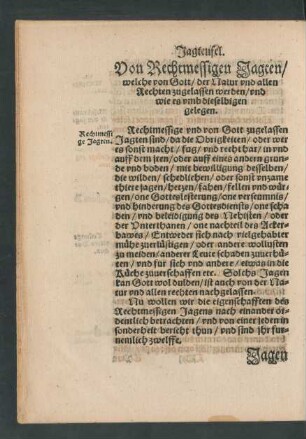 Jagteufel.
Von Rechtmessigen Jagten/
welche von Gott/ der Natur vnd allen
Rechten zugelassen werden/ vnd
wie es vmb dieselbigen
gelegen.
Rechtmessi
ge Jagten.
Rechtmessige vnd von Gott zugelassen
Jagten sind/ da die Obrigkeiten/ oder wer
es sonst macht/ fug/ vnd recht hat/ in vnd
auff dem jren/ oder auff eines andern grun-
de vnd boden/ mit bewilligung desselben/
die wilden/ schedlichen/ oder sonst vnzame
thiere jagen/ hetzen/ fahen/ fellen vnd wür-
gen/ one Gotteslesterung/ one verseumnis/
vnd hinderung des Gottesdiensts/ one scha
den/ vnd beleidigung des Nehisten/ oder
der Vnterthanen/ one nachteil des Acker-
bawes/ Entweder sich nach vielgehabter
mühe zuerlüstigen/ oder andere wollusten
zu meiden/ andern Leute schaden zuuerhü-
ten/ vnd für sich vnd andere/ etwas in die
Küche zuuerschaffen etc. Solchs Jagen
kan Gott wol dulden/ ist auch von der Na-
tur vnd allen rechten nachgelassen.
Nu wollen wir die eigenschafften des
Rechtmessigen Jagens nach einander or-
dentlich betrachten/ vnd von einer jeden in
sonderheit bericht thun/ vnd sind jhr für-
nemlich zwelffe.
Jagen